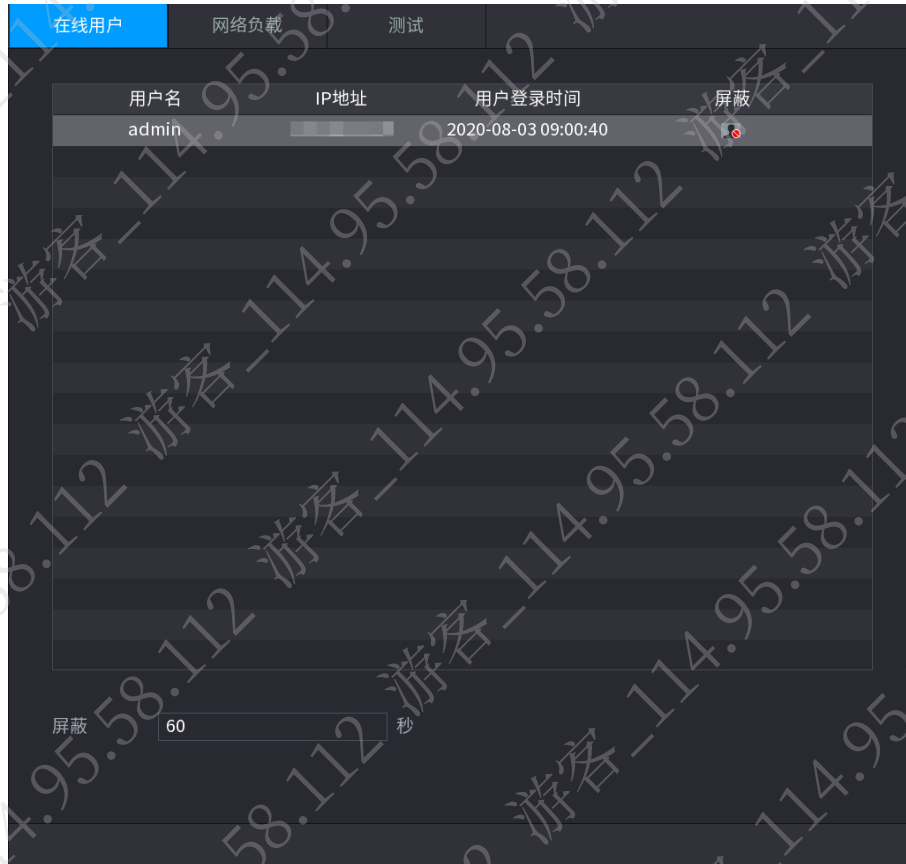 在线用户 网络负载 测试
用户名 IP地址 用户登录时间 屏蔽
admin 2020-08-03 09:00:40
屏蔽 60 秒
游客_114.95.58.112